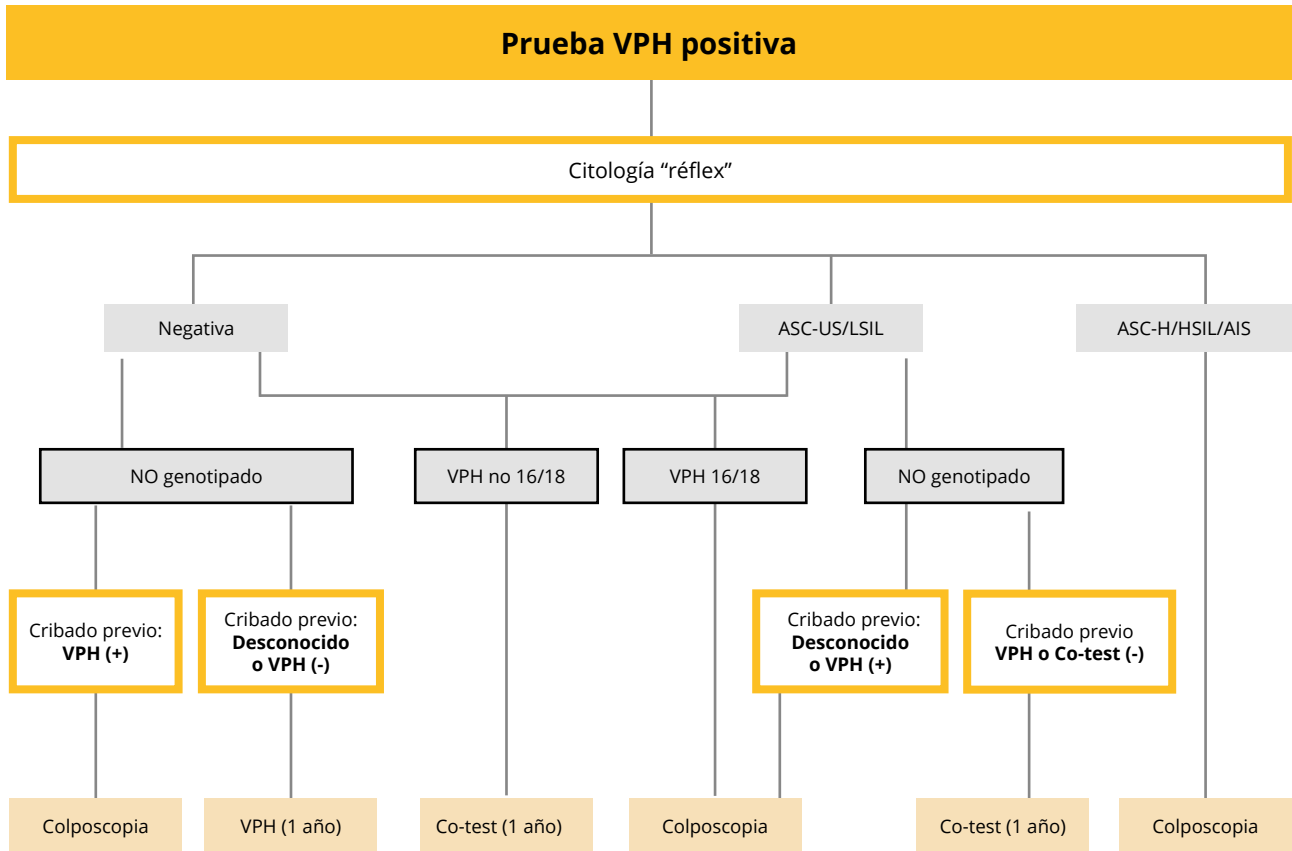 Prueba VPH positiva
Citología “réflex”
Negativa
ASC-US/LSIL
ASC-H/HSIL/AIS
NO genotipado
VPH no 16/18
VPH 16/18
NO genotipado
Cribado previo:
VPH (+)
Cribado previo:
Desconocido
o VPH (-)
Cribado previo:
Desconocido
o VPH (+)
Cribado previo
VPH o Co-test (-)
Colposcopia
VPH (1 año)
Co-test (1 año)
Colposcopia
Co-test (1 año)
Colposcopia